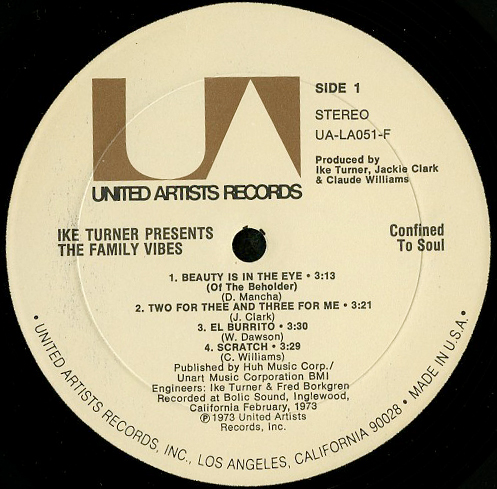 UA
UNITED ARTISTS RECORDS
SIDE 1
STEREO
UA-LA051-F
Produced by
Ike Turner, Jackie Clark
& Claude Williams
IKE TURNER PRESENTS
THE FAMILY VIBES
Confined
To Soul
1. BEAUTY IS IN THE EYE • 3:13
(Of The Beholder)
(D. Mancha)
2. TWO FOR THEE AND THREE FOR ME • 3:21
(J. Clark)
3. EL BURRITO • 3:30
(W. Dawson)
4. SCRATCH • 3:29
(C. Williams)
Published by Huh Music Corp./
Unart Music Corporation BMI
Engineers: Ike Turner & Fred Borkgren
Recorded at Bolic Sound, Inglewood,
California February, 1973
℗ 1973 United Artists
Records, Inc.
• UNITED ARTISTS RECORDS, INC., LOS ANGELES, CALIFORNIA 90028 • MADE IN U.S.A. •